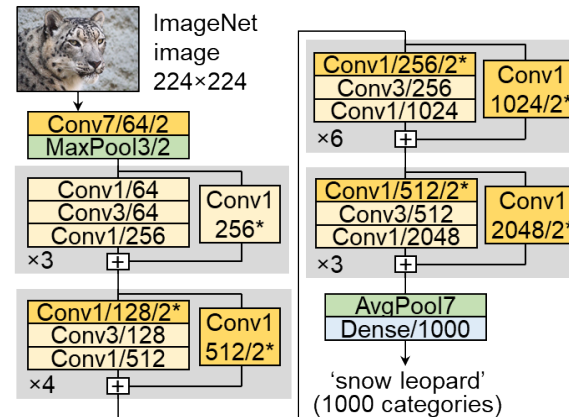 ImageNet
image
224×224
Conv7/64/2
MaxPool3/2
Conv1/64
Conv3/64
Conv1/256
Conv1
256*
×3
+
Conv1/128/2*
Conv3/128
Conv1/512
Conv1
512/2*
×4
+
Conv1/256/2*
Conv3/256
Conv1/1024
Conv1
1024/2*
×6
+
Conv1/512/2*
Conv3/512
Conv1/2048
Conv1
2048/2*
×3
+
AvgPool7
Dense/1000
‘snow leopard’
(1000 categories)